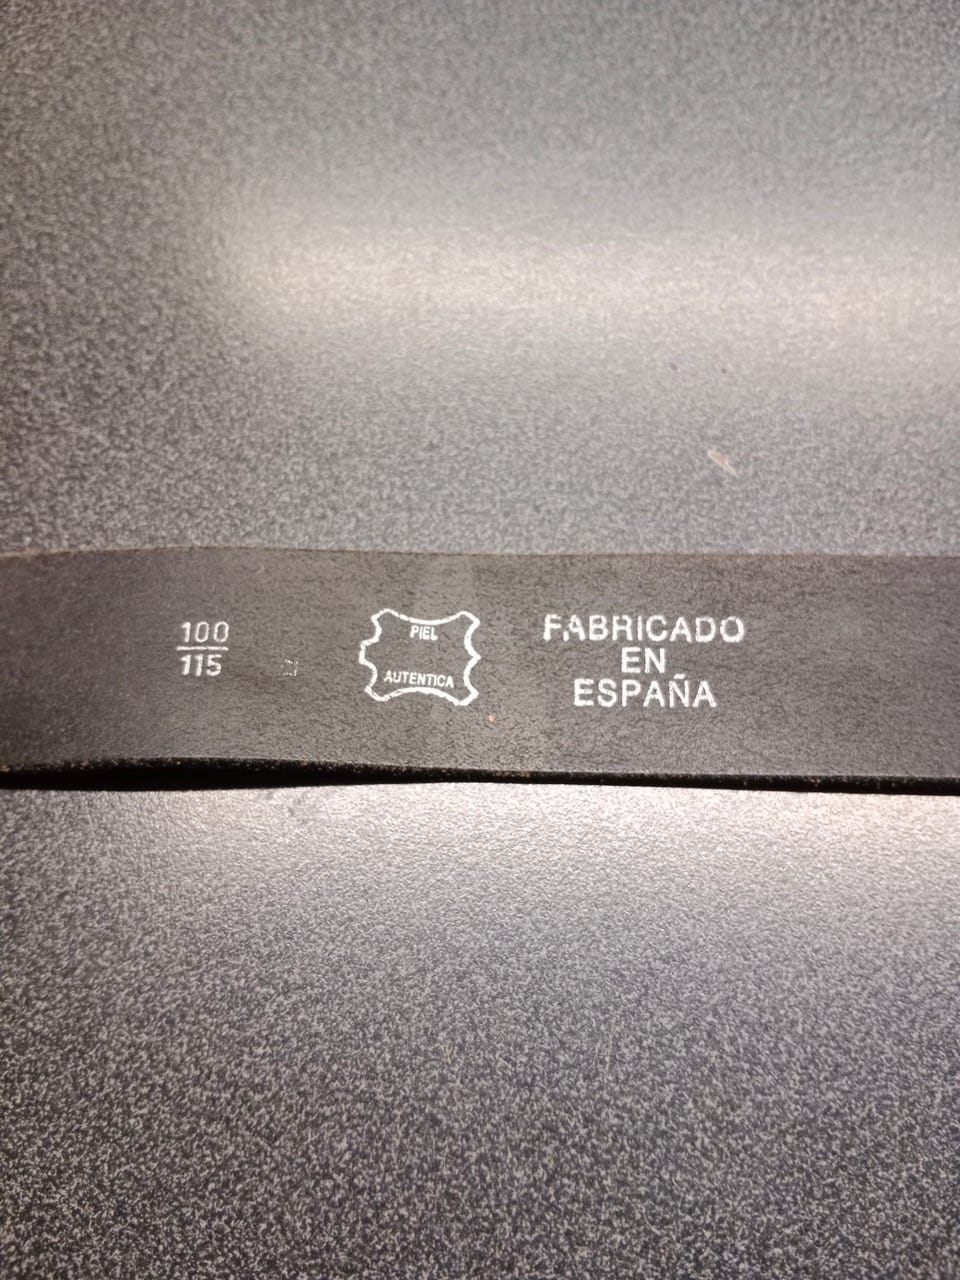 100
115
PIEL
AUTENTICA
FABRICADO
EN
ESPAÑA